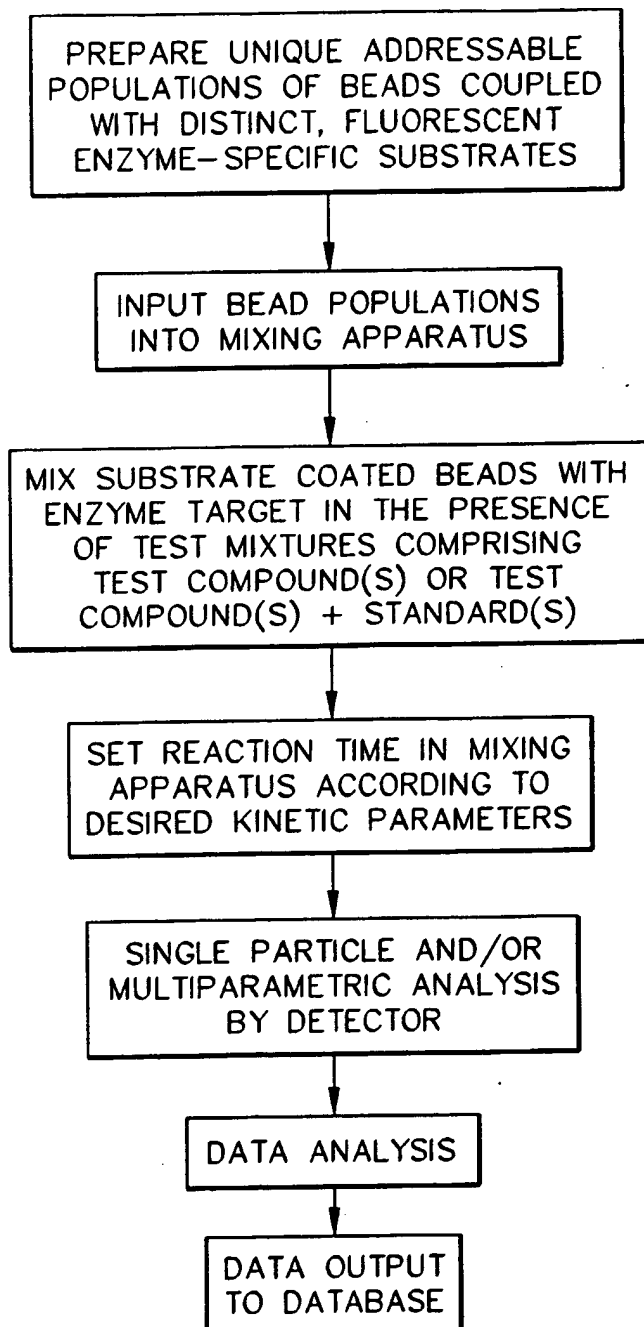 PREPARE UNIQUE ADDRESSABLE
POPULATIONS OF BEADS COUPLED
WITH DISTINCT, FLUORESCENT
ENZYME-SPECIFIC SUBSTRATES
INPUT BEAD POPULATIONS
INTO MIXING APPARATUS
MIX SUBSTRATE COATED BEADS WITH
ENZYME TARGET IN THE PRESENCE
OF TEST MIXTURES COMPRISING
TEST COMPOUND(S) OR TEST
COMPOUND(S) + STANDARD(S)
SET REACTION TIME IN MIXING
APPARATUS ACCORDING TO
DESIRED KINETIC PARAMETERS
SINGLE PARTICLE AND/OR
MULTIPARAMETRIC ANALYSIS
BY DETECTOR
DATA ANALYSIS
DATA OUTPUT
TO DATABASE